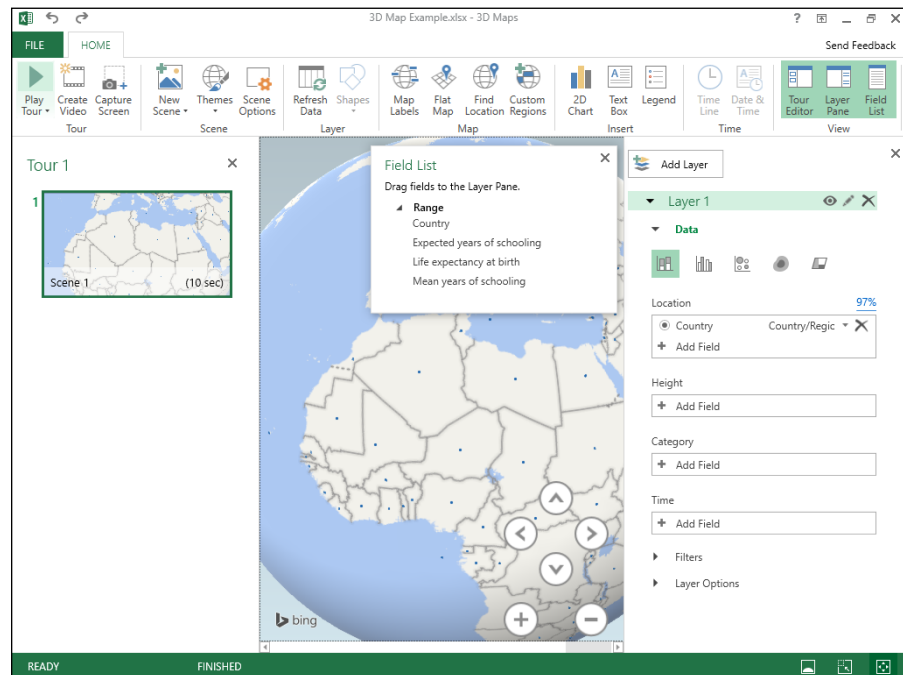 3D Map Example.xlsx - 3D Maps
FILE
HOME
Send Feedback
Play Tour
Create Video
Capture Screen
New Scene
Themes
Scene Options
Refresh Data
Shapes
Map Labels
Flat Map
Find Location
Custom Regions
2D Chart
Text Box
Legend
Time Line
Date & Time
Tour Editor
Layer Pane
Field List
Tour
Scene
Layer
Map
Insert
Time
View
Tour 1
1
Scene 1 (10 sec)
Field List
Drag fields to the Layer Pane.
Range
Country
Expected years of schooling
Life expectancy at birth
Mean years of schooling
bing
Add Layer
Layer 1
Data
Location 97%
Country Country/Regic
Add Field
Height
Add Field
Category
Add Field
Time
Add Field
Filters
Layer Options
READY FINISHED